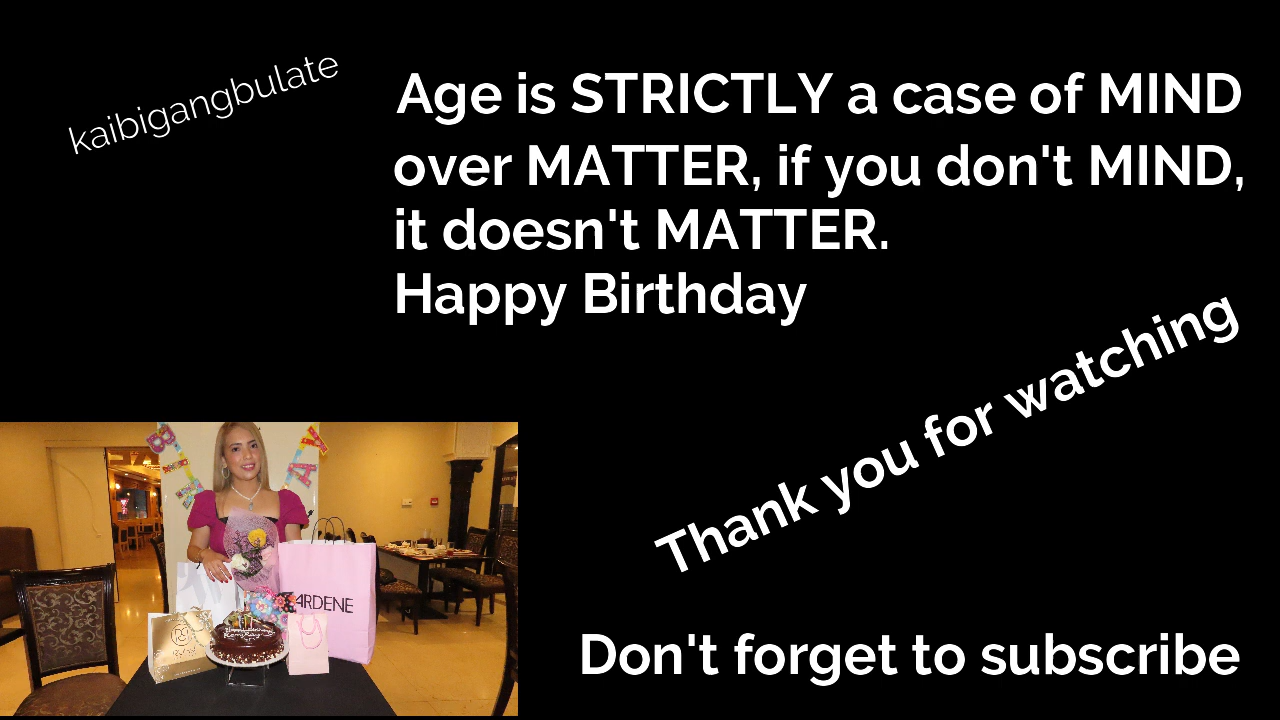 kaibigangbulate
Age is STRICTLY a case of MIND
over MATTER, if you don't MIND,
it doesn't MATTER.
Happy Birthday
Thank you for watching
Don't forget to subscribe
ARDENE